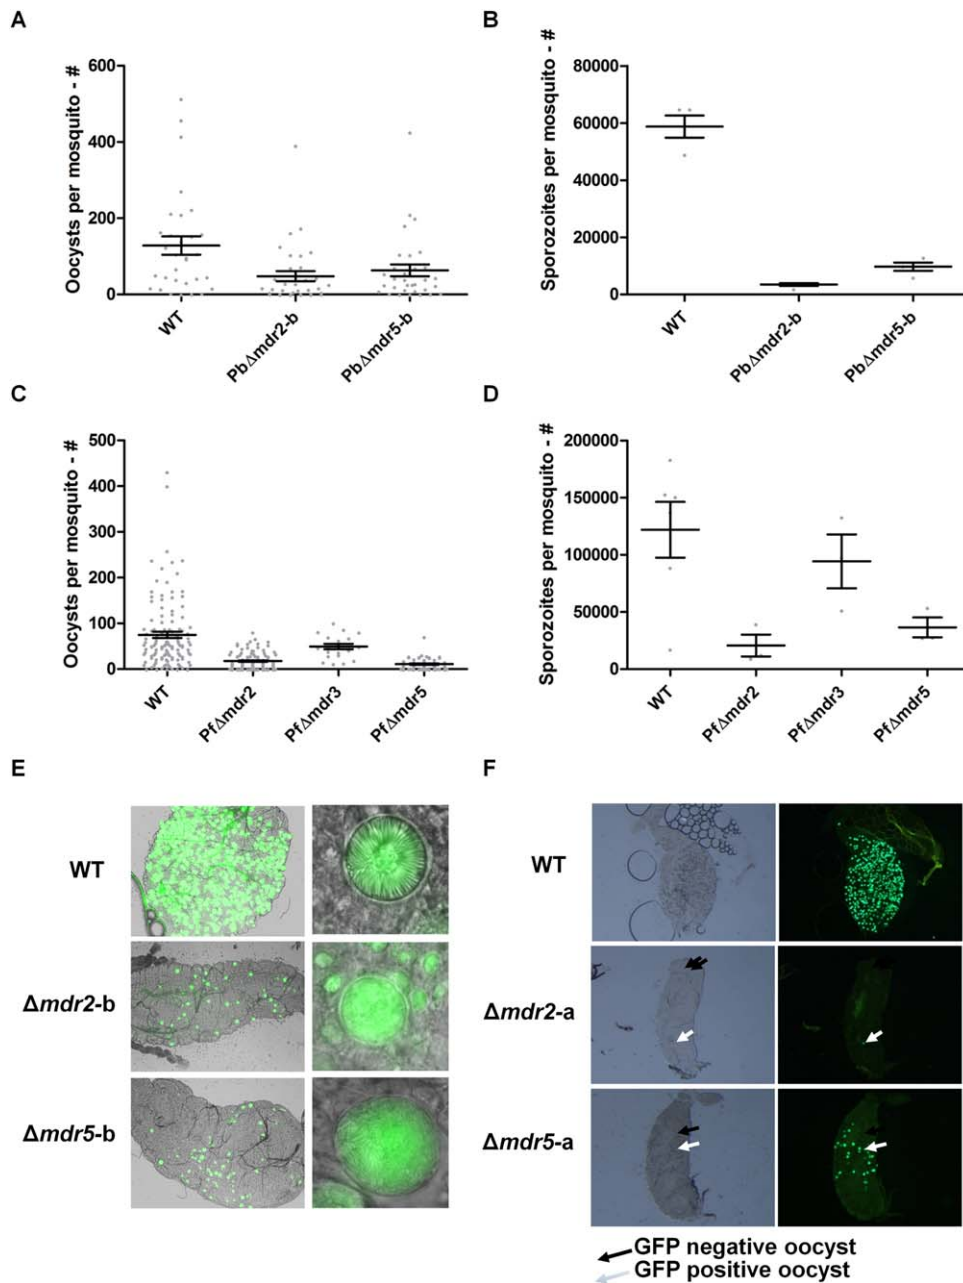 A
Oocysts per mosquito - #
600
400
200
0
WT
PbΔmdr2-b
PbΔmdr5-b
B
Sporozoites per mosquito - #
80000
60000
40000
20000
0
WT
PbΔmdr2-b
PbΔmdr5-b
C
Oocysts per mosquito - #
500
400
300
200
100
0
WT
PfΔmdr2
PfΔmdr3
PfΔmdr5
D
Sporozoites per mosquito - #
200000
150000
100000
50000
0
WT
PfΔmdr2
PfΔmdr3
PfΔmdr5
E
WT
Δmdr2-b
Δmdr5-b
F
WT
Δmdr2-a
Δmdr5-a
GFP negative oocyst
GFP positive oocyst